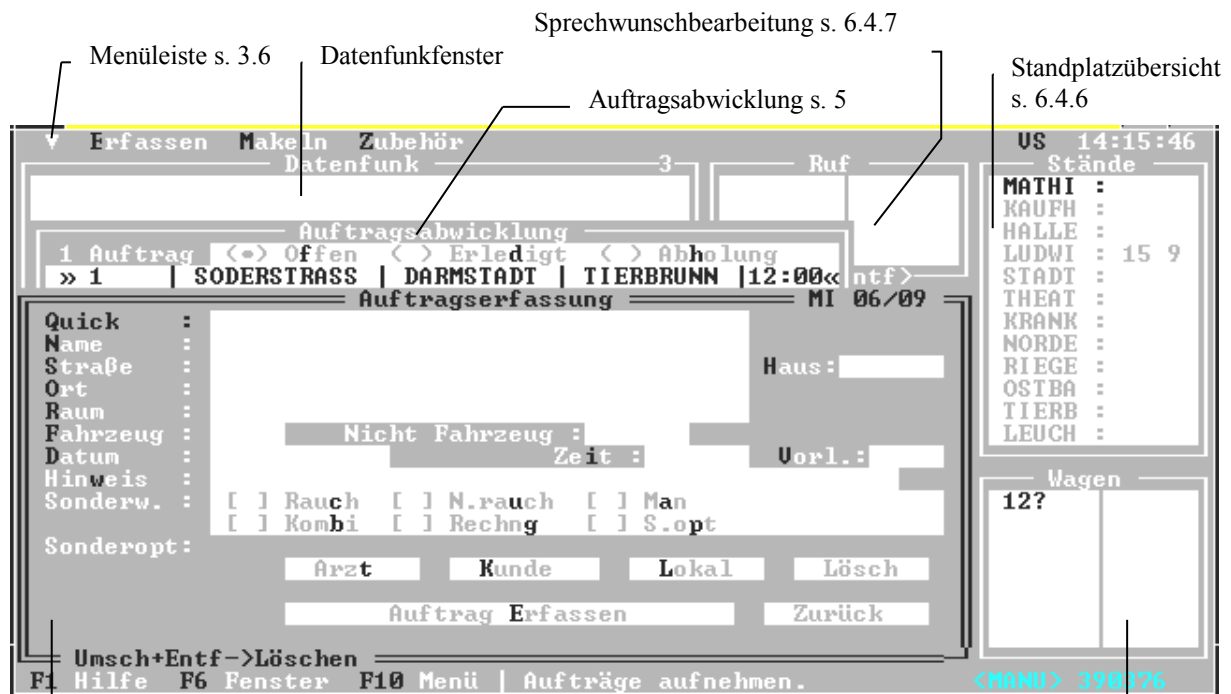 Sprechwunschbearbeitung s. 6.4.7
Menüleiste s. 3.6
Datenfunkfenster
Standplatzübersicht
s. 6.4.6
Auftragsabwicklung s. 5
Erfassen Makeln Zubehör
VS 14:15:46
Datenfunk 3
Ruf
Stände
MATHI :
KAUFH :
HALLE :
LUDWI : 15 9
STADT :
THEAT :
KRANK :
NORDE :
RIEGE :
OSTBA :
TIERB :
LEUCH :
Auftragsabwicklung
1 Auftrag (•) Offen ( ) Erledigt ( ) Abholung
» 1 | SODERSTRASS | DARMSTADT | TIERBRUNN |12:00«
ntf>
Auftragserfassung MI 06/09
Quick :
Name :
Straße : Haus:
Ort :
Raum :
Fahrzeug : Nicht Fahrzeug :
Datum : Zeit : Vorl.:
Hinweis :
Sonderw. : [ ] Rauch [ ] N.rauch [ ] Man
[ ] Kombi [ ] Rechng [ ] S.opt
Sonderopt:
Arzt Kunde Lokal Lösch
Auftrag Erfassen Zurück
Umsch+Entf->Löschen
Wagen
12?
F1 Hilfe F6 Fenster F10 Menü | Aufträge aufnehmen.
<MANU> 390376